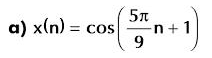 a) x(n) = cos(5π/9 n + 1)